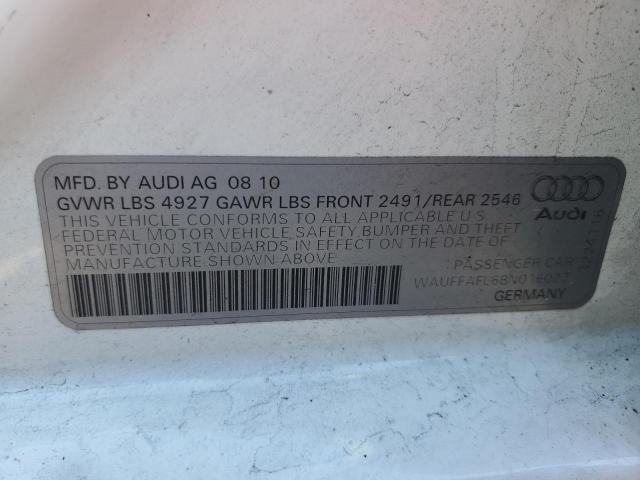 MFD. BY AUDI AG 08 10
GVWR LBS 4927 GAWR LBS FRONT 2491/REAR 2546
THIS VEHICLE CONFORMS TO ALL APPLICABLE U S
FEDERAL MOTOR VEHICLE SAFETY BUMPER AND THEFT
PREVENTION STANDARDS IN EFFECT ON THE DATE OF
MANUFACTURE SHOWN ABOVE
Audi
PASSENGER CAR
GERMANY